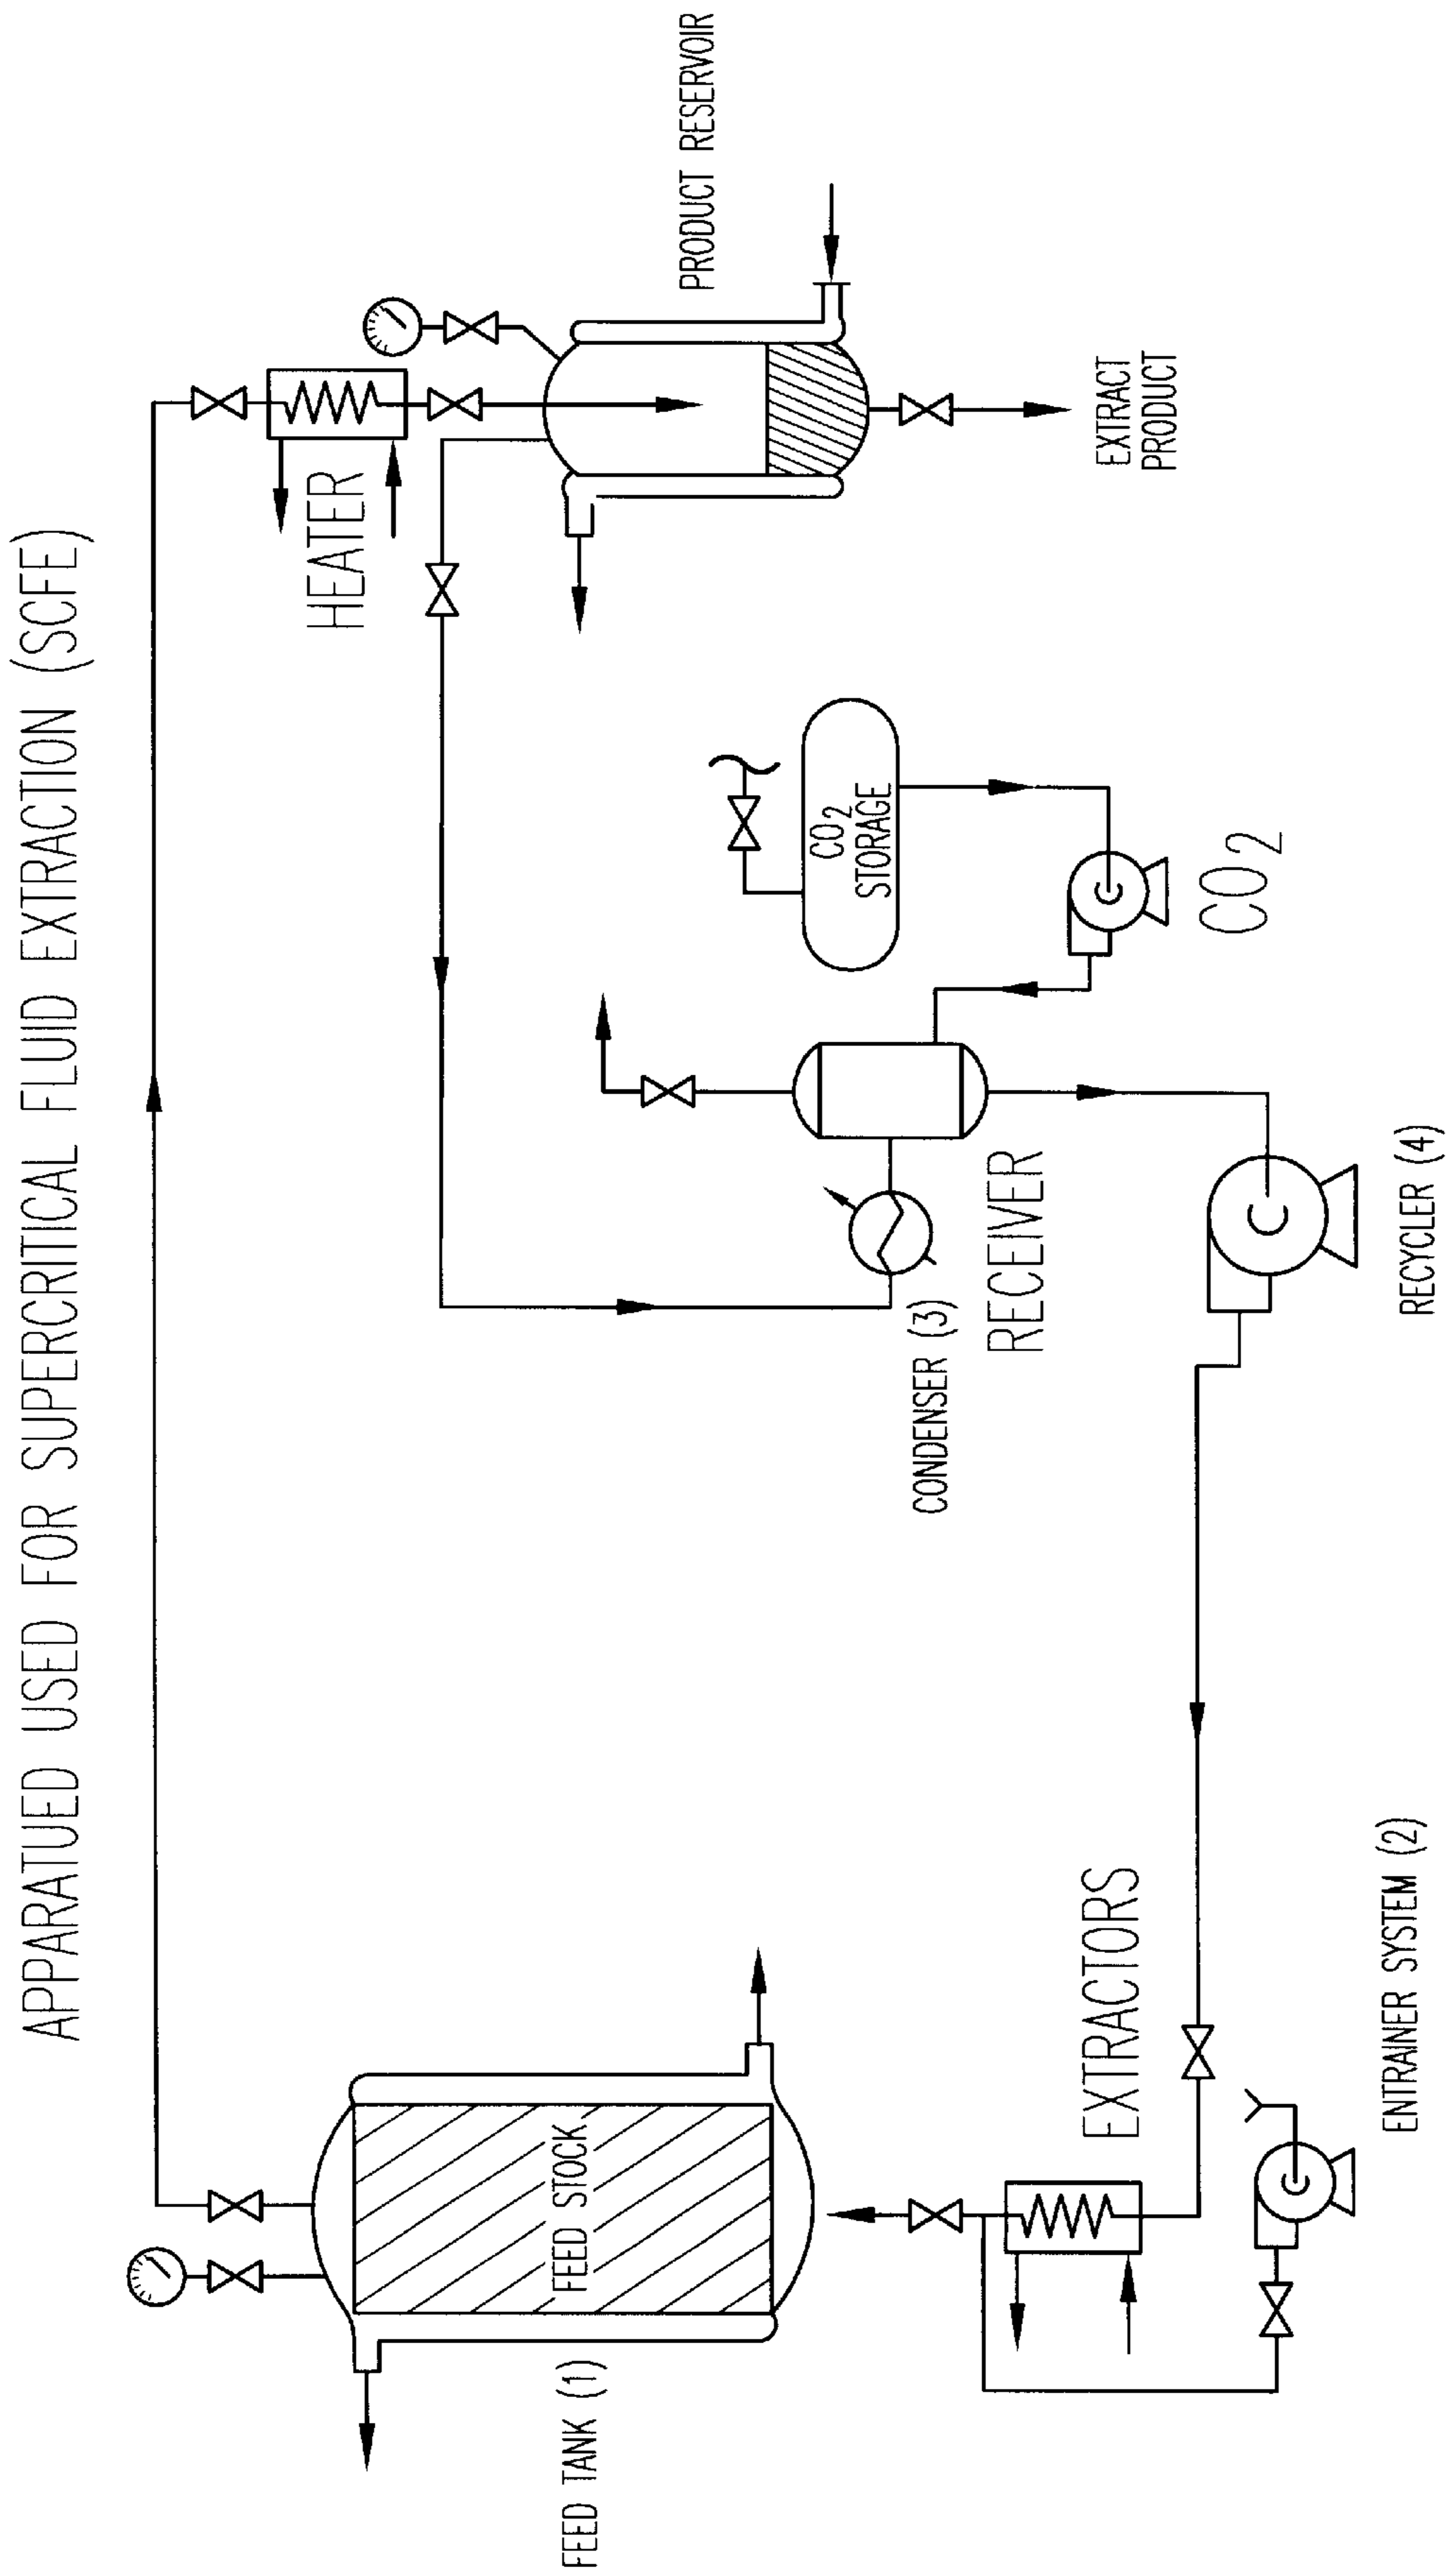 APPARATUED USED FOR SUPERCRITICAL FLUID EXTRACTION (SCFE)
HEATER
PRODUCT RESERVOIR
FEED STOCK
FEED TANK (1)
CO2
STORAGE
CONDENSER (3)
RECEIVER
EXTRACT
PRODUCT
EXTRACTORS
CO2
ENTRAINER SYSTEM (2)
RECYCLER (4)